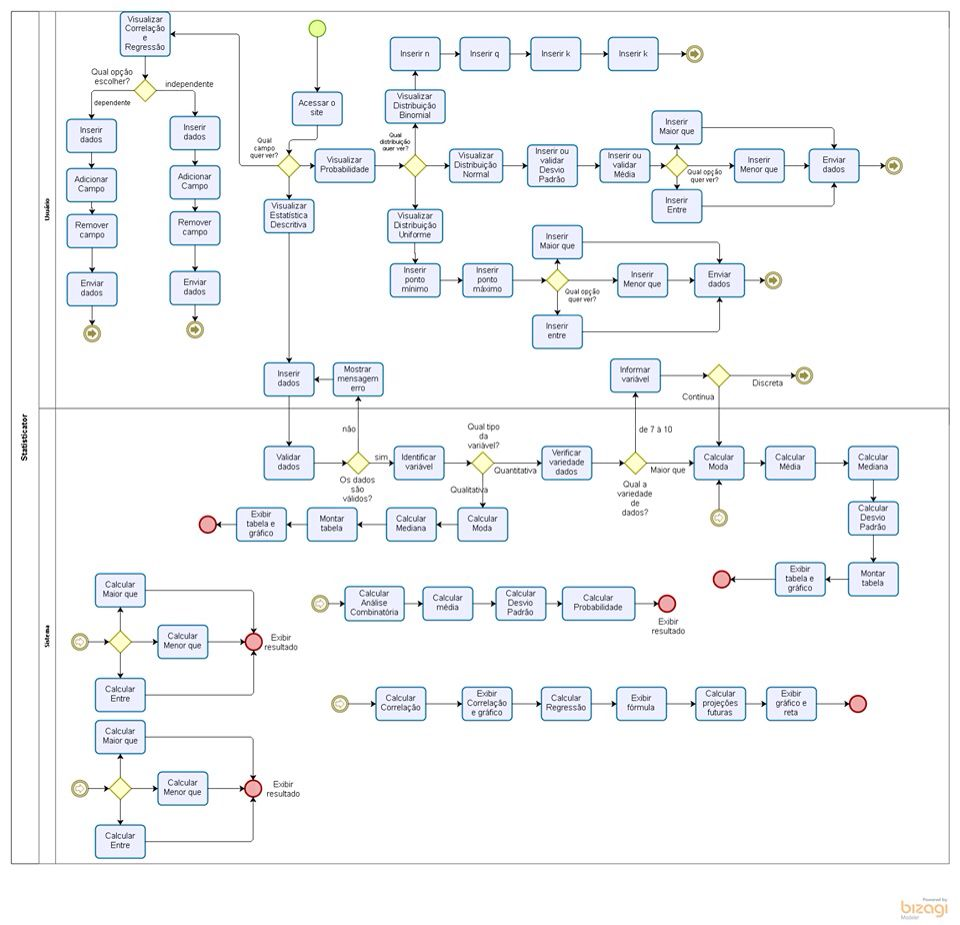 Statisticator
Usuário
Sistema
Visualizar
Correlação
e
Regressão
Qual opção
escolher?
dependente
independente
Inserir
dados
Adicionar
Campo
Remover
campo
Enviar
dados
Inserir
dados
Adicionar
Campo
Remover
campo
Enviar
dados
Acessar o
site
Qual
campo
quer ver?
Visualizar
Probabilidade
Qual
distribuição
quer ver?
Visualizar
Distribuição
Binomial
Inserir n
Inserir q
Inserir k
Inserir k
Visualizar
Distribuição
Normal
Inserir ou
validar
Desvio
Padrão
Inserir ou
validar
Média
Qual opção
quer ver?
Inserir
Maior que
Inserir
Menor que
Inserir
Entre
Enviar
dados
Visualizar
Estatística
Descritiva
Visualizar
Distribuição
Uniforme
Inserir
ponto
mínimo
Inserir
ponto
máximo
Qual opção
quer ver?
Inserir
Maior que
Inserir
Menor que
Inserir
entre
Enviar
dados
Inserir
dados
Mostrar
mensagem
erro
Informar
variável
Discreta
Contínua
Validar
dados
não
sim
Os dados
são
válidos?
Identificar
variável
Qual tipo
da
variável?
Quantitativa
Qualitativa
Verificar
variedade
dados
de 7 à 10
Maior que
Qual a
variedade
de dados?
Calcular
Moda
Calcular
Média
Calcular
Mediana
Calcular
Desvio
Padrão
Montar
tabela
Exibir
tabela e
gráfico
Calcular
Moda
Calcular
Mediana
Montar
tabela
Exibir
tabela e
gráfico
Calcular
Maior que
Calcular
Menor que
Calcular
Entre
Exibir
resultado
Calcular
Análise
Combinatória
Calcular
média
Calcular
Desvio
Padrão
Calcular
Probabilidade
Exibir
resultado
Calcular
Correlação
Exibir
Correlação
e gráfico
Calcular
Regressão
Exibir
fórmula
Calcular
projeções
futuras
Exibir
gráfico e
reta
Calcular
Maior que
Calcular
Menor que
Calcular
Entre
Exibir
resultado
Powered by
bizagi
Modeler